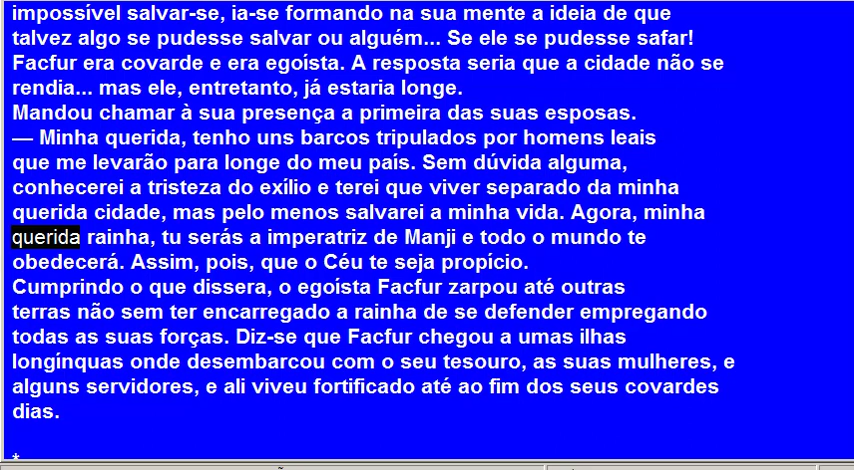 impossível salvar-se, ia-se formando na sua mente a ideia de que
talvez algo se pudesse salvar ou alguém... Se ele se pudesse safar!
Facfur era covarde e era egoísta. A resposta seria que a cidade não se
rendia... mas ele, entretanto, já estaria longe.
Mandou chamar à sua presença a primeira das suas esposas.
— Minha querida, tenho uns barcos tripulados por homens leais
que me levarão para longe do meu país. Sem dúvida alguma,
conhecerei a tristeza do exílio e terei que viver separado da minha
querida cidade, mas pelo menos salvarei a minha vida. Agora, minha
querida rainha, tu serás a imperatriz de Manji e todo o mundo te
obedecerá. Assim, pois, que o Céu te seja propício.
Cumprindo o que dissera, o egoísta Facfur zarpou até outras
terras não sem ter encarregado a rainha de se defender empregando
todas as suas forças. Diz-se que Facfur chegou a umas ilhas
longínquas onde desembarcou com o seu tesouro, as suas mulheres, e
alguns servidores, e ali viveu fortificado até ao fim dos seus covardes
dias.
*